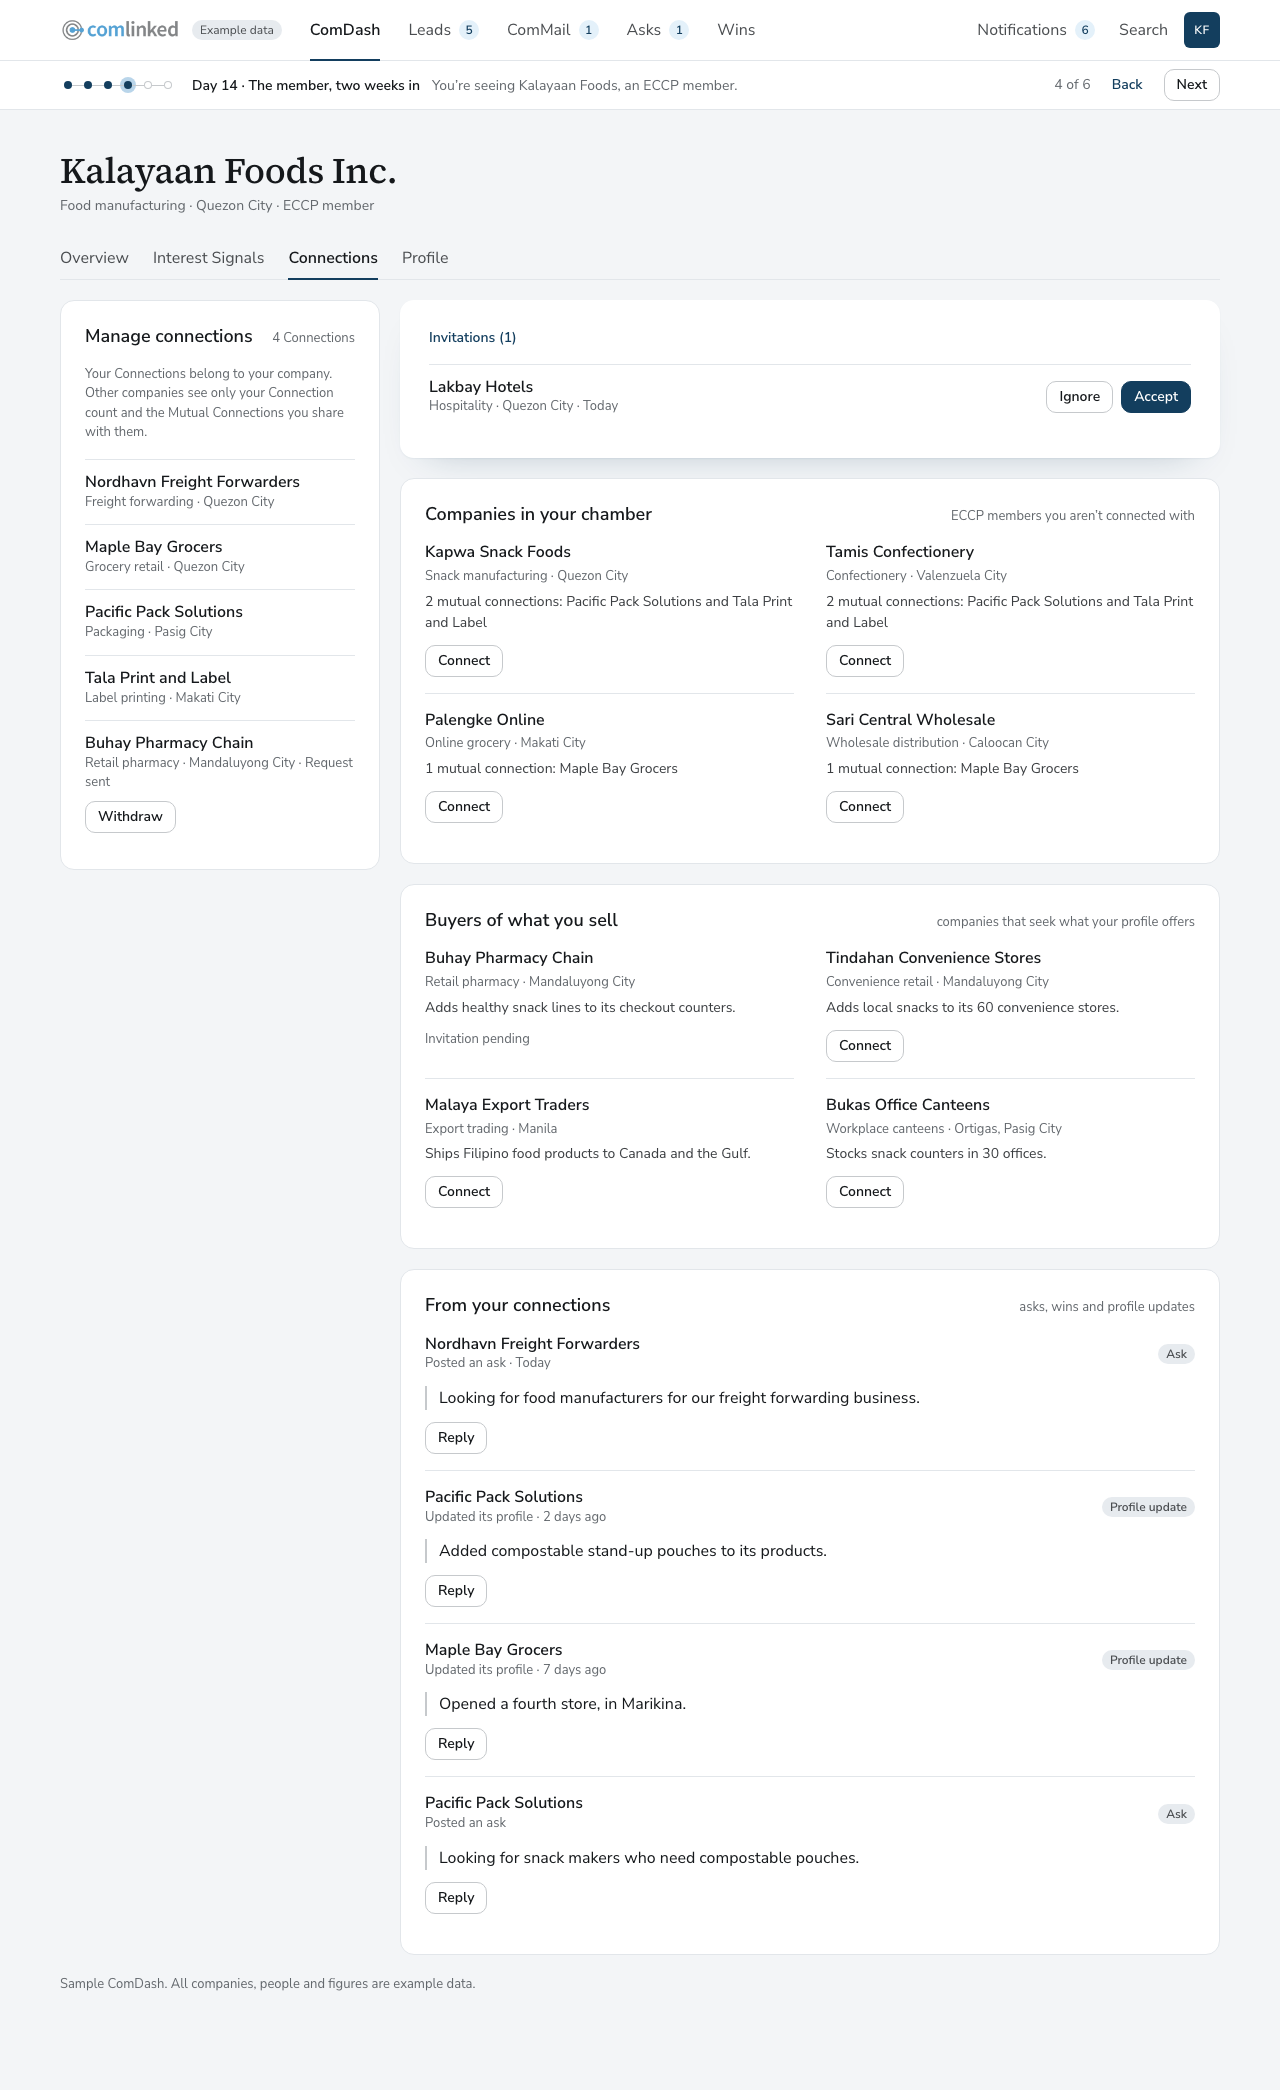 comlinked
Example data
ComDash
Leads 5
ComMail 1
Asks 1
Wins
Notifications 6
Search
KF
Day 14 · The member, two weeks in
You’re seeing Kalayaan Foods, an ECCP member.
4 of 6
Back
Next
Kalayaan Foods Inc.
Food manufacturing · Quezon City · ECCP member
Overview
Interest Signals
Connections
Profile
Manage connections
4 Connections
Your Connections belong to your company.
Other companies see only your Connection
count and the Mutual Connections you share
with them.
Nordhavn Freight Forwarders
Freight forwarding · Quezon City
Maple Bay Grocers
Grocery retail · Quezon City
Pacific Pack Solutions
Packaging · Pasig City
Tala Print and Label
Label printing · Makati City
Buhay Pharmacy Chain
Retail pharmacy · Mandaluyong City · Request
sent
Withdraw
Invitations (1)
Lakbay Hotels
Hospitality · Quezon City · Today
Ignore
Accept
Companies in your chamber
ECCP members you aren’t connected with
Kapwa Snack Foods
Snack manufacturing · Quezon City
2 mutual connections: Pacific Pack Solutions and Tala Print
and Label
Connect
Tamis Confectionery
Confectionery · Valenzuela City
2 mutual connections: Pacific Pack Solutions and Tala Print
and Label
Connect
Palengke Online
Online grocery · Makati City
1 mutual connection: Maple Bay Grocers
Connect
Sari Central Wholesale
Wholesale distribution · Caloocan City
1 mutual connection: Maple Bay Grocers
Connect
Buyers of what you sell
companies that seek what your profile offers
Buhay Pharmacy Chain
Retail pharmacy · Mandaluyong City
Adds healthy snack lines to its checkout counters.
Invitation pending
Tindahan Convenience Stores
Convenience retail · Mandaluyong City
Adds local snacks to its 60 convenience stores.
Connect
Malaya Export Traders
Export trading · Manila
Ships Filipino food products to Canada and the Gulf.
Connect
Bukas Office Canteens
Workplace canteens · Ortigas, Pasig City
Stocks snack counters in 30 offices.
Connect
From your connections
asks, wins and profile updates
Nordhavn Freight Forwarders
Posted an ask · Today
Ask
Looking for food manufacturers for our freight forwarding business.
Reply
Pacific Pack Solutions
Updated its profile · 2 days ago
Profile update
Added compostable stand-up pouches to its products.
Reply
Maple Bay Grocers
Updated its profile · 7 days ago
Profile update
Opened a fourth store, in Marikina.
Reply
Pacific Pack Solutions
Posted an ask
Ask
Looking for snack makers who need compostable pouches.
Reply
Sample ComDash. All companies, people and figures are example data.